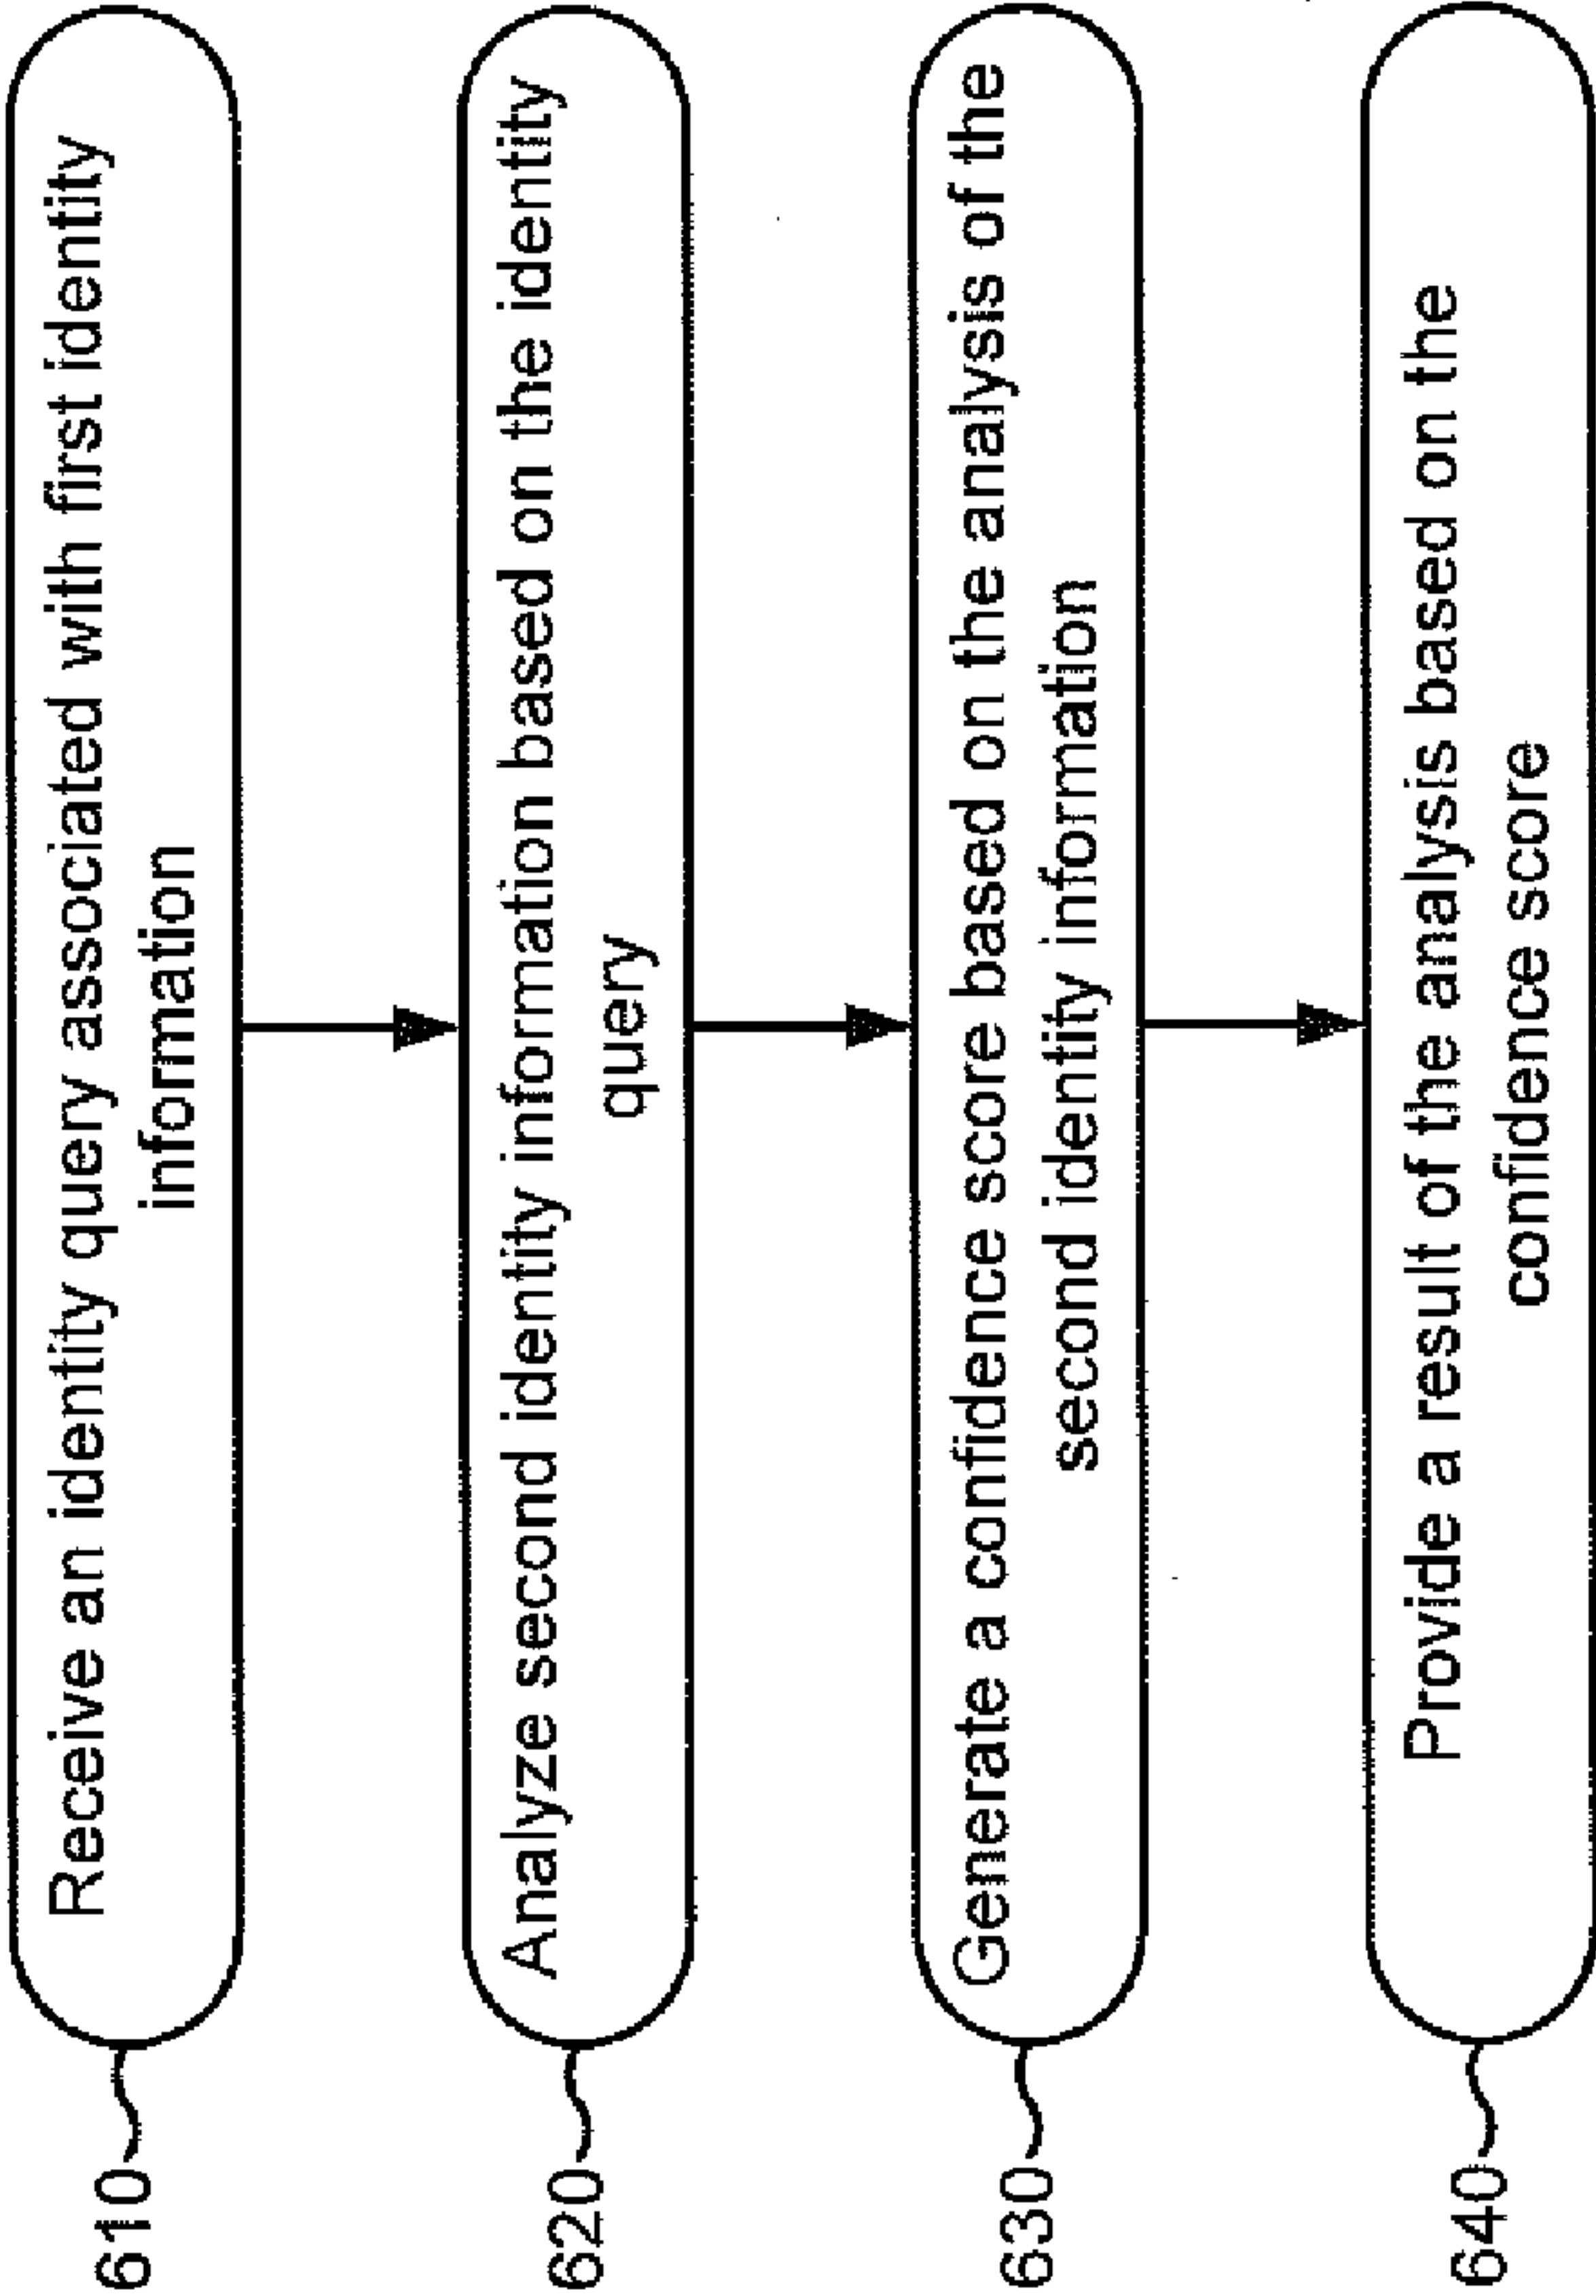 610
Receive an identity query associated with first identity
information
620
Analyze second identity information based on the identity
query
630
Generate a confidence score based on the analysis of the
second identity information
640
Provide a result of the analysis based on the
confidence score